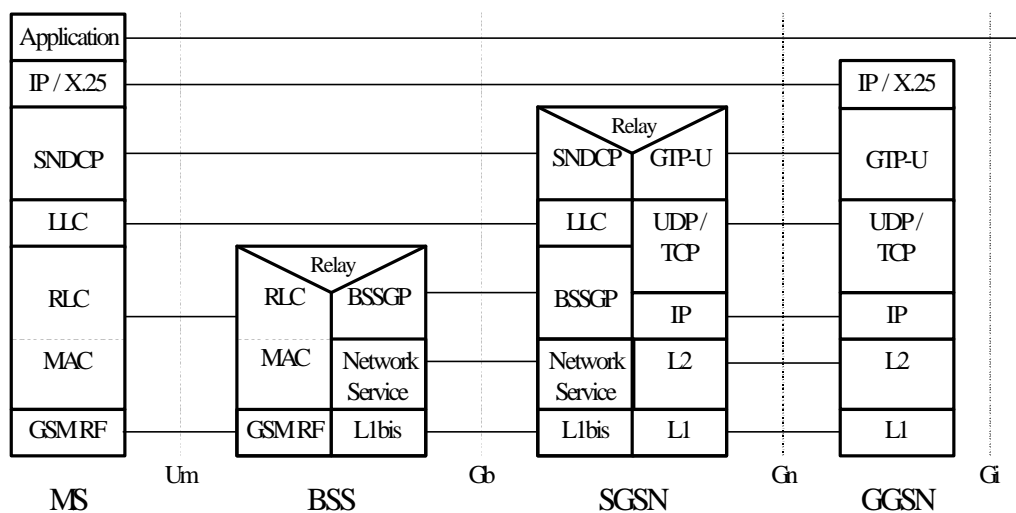 Application
IP / X.25
IP / X.25
Relay
SNDCP
SNDCP
GTP-U
GTP-U
LLC
LLC
UDP /
TCP
UDP /
TCP
Relay
RLC
RLC
BSSGP
BSSGP
IP
IP
MAC
MAC
Network
Service
Network
Service
L2
L2
GSM RF
GSM RF
L1bis
L1bis
L1
L1
Um
Gb
Gn
Gi
MS
BSS
SGSN
GGSN